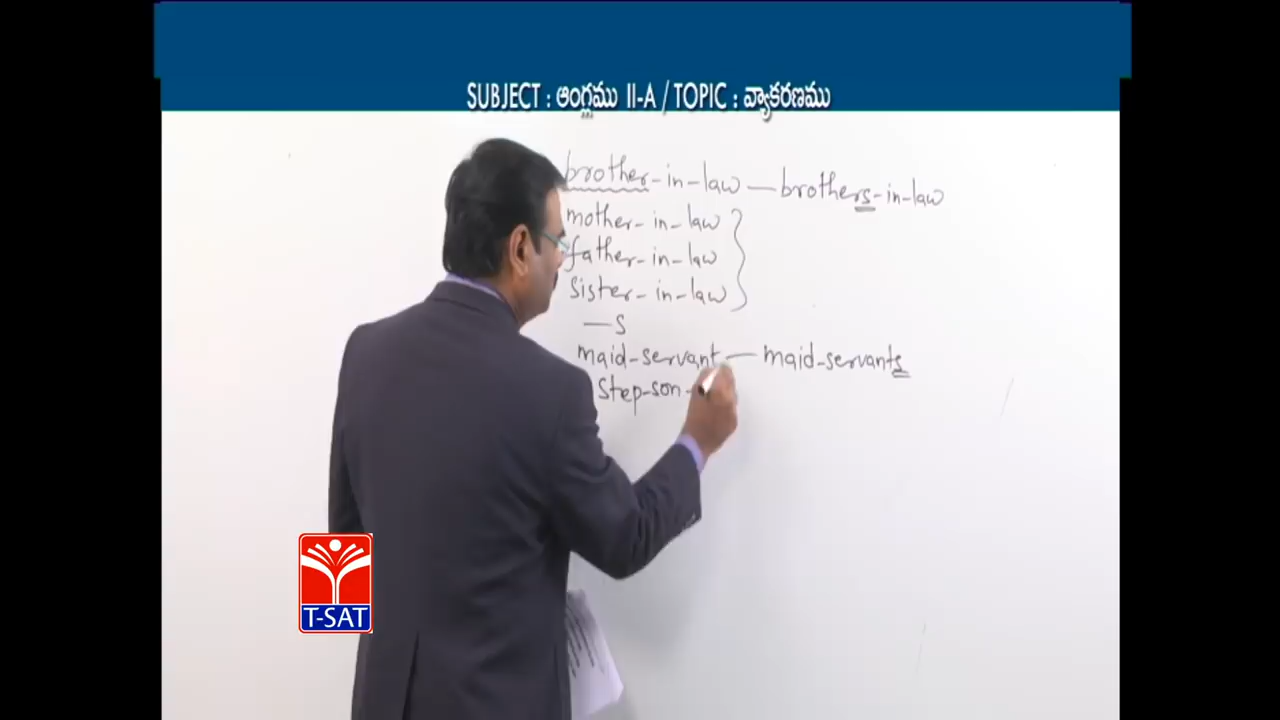 SUBJECT : ఆంగ్లము II-A / TOPIC : వ్యాకరణము
brother-in-law — brothers-in-law
mother-in-law
father-in-law
sister-in-law
—s
maid-servant — maid-servants
Step-son -
T-SAT